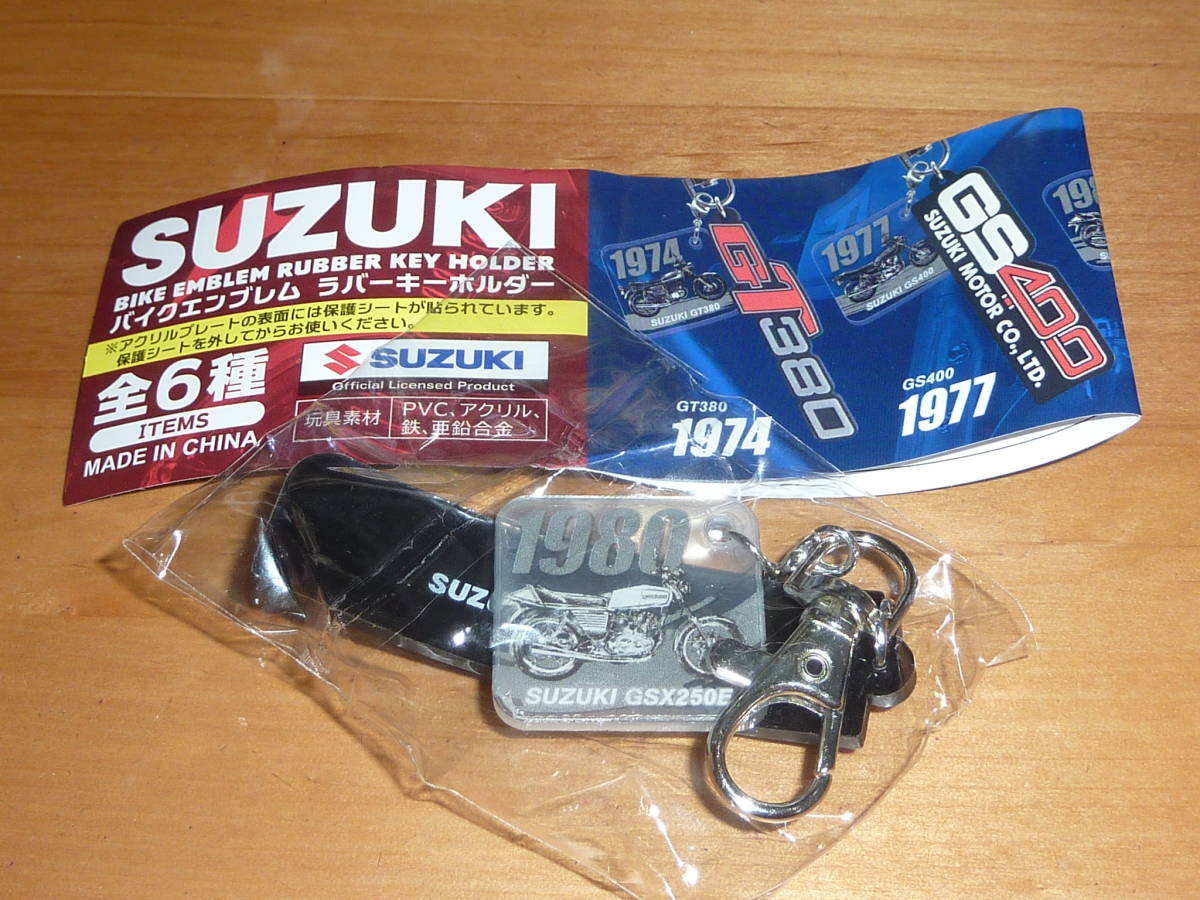 SUZUKI
BIKE EMBLEM RUBBER KEY HOLDER
バイクエンブレム ラバーキーホルダー
※アクリルプレートの表面には保護シートが貼られています。
保護シートを外してからお使いください。
全6種
ITEMS
MADE IN CHINA
SUZUKI
Official Licensed Product
玩具素材
PVC、アクリル、
鉄、亜鉛合金
1974
SUZUKI GT380
GT380
GT380
1974
1977
SUZUKI GS400
GS400
SUZUKI MOTOR CO., LTD.
GS400
1977
1980
SUZUKI GSX250E